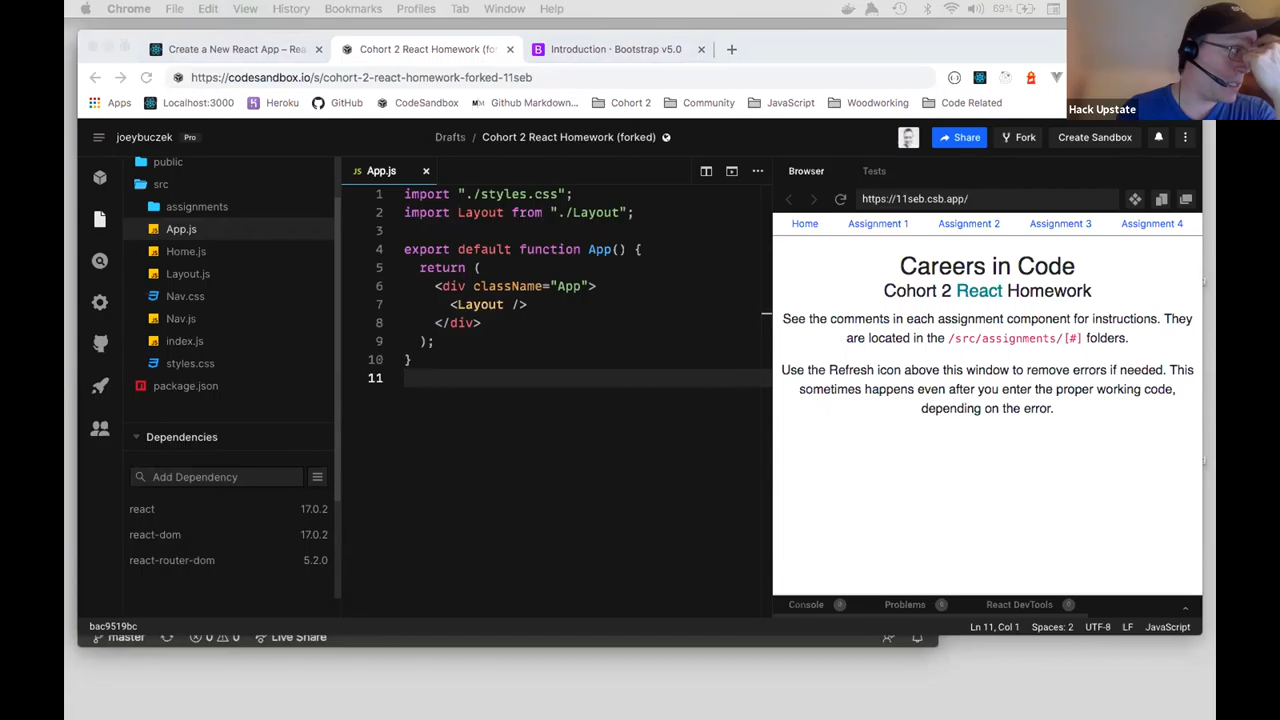 Chrome File Edit View History Bookmarks Profiles Tab Window Help 69%
Create a New React App – Rea × Cohort 2 React Homework (for × Introduction · Bootstrap v5.0 × +
https://codesandbox.io/s/cohort-2-react-homework-forked-11seb
Hack Upstate
Apps Localhost:3000 Heroku GitHub CodeSandbox Github Markdown... Cohort 2 Community JavaScript Woodworking Code Related
joeybuczek Pro Drafts / Cohort 2 React Homework (forked) Share Fork Create Sandbox
public
src
assignments
App.js
Home.js
Layout.js
Nav.css
Nav.js
index.js
styles.css
package.json
Dependencies
Add Dependency
react 17.0.2
react-dom 17.0.2
react-router-dom 5.2.0
App.js ×
1 import "./styles.css";
2 import Layout from "./Layout";
3
4 export default function App() {
5 return (
6 <div className="App">
7 <Layout />
8 </div>
9 );
10 }
11
Browser Tests
https://11seb.csb.app/
Home Assignment 1 Assignment 2 Assignment 3 Assignment 4
Careers in Code
Cohort 2 React Homework
See the comments in each assignment component for instructions. They
are located in the /src/assignments/[#] folders.
Use the Refresh icon above this window to remove errors if needed. This
sometimes happens even after you enter the proper working code,
depending on the error.
Console 0 Problems 0 React DevTools 0
bac9519bc Ln 11, Col 1 Spaces: 2 UTF-8 LF JavaScript
master 0 0 Live Share